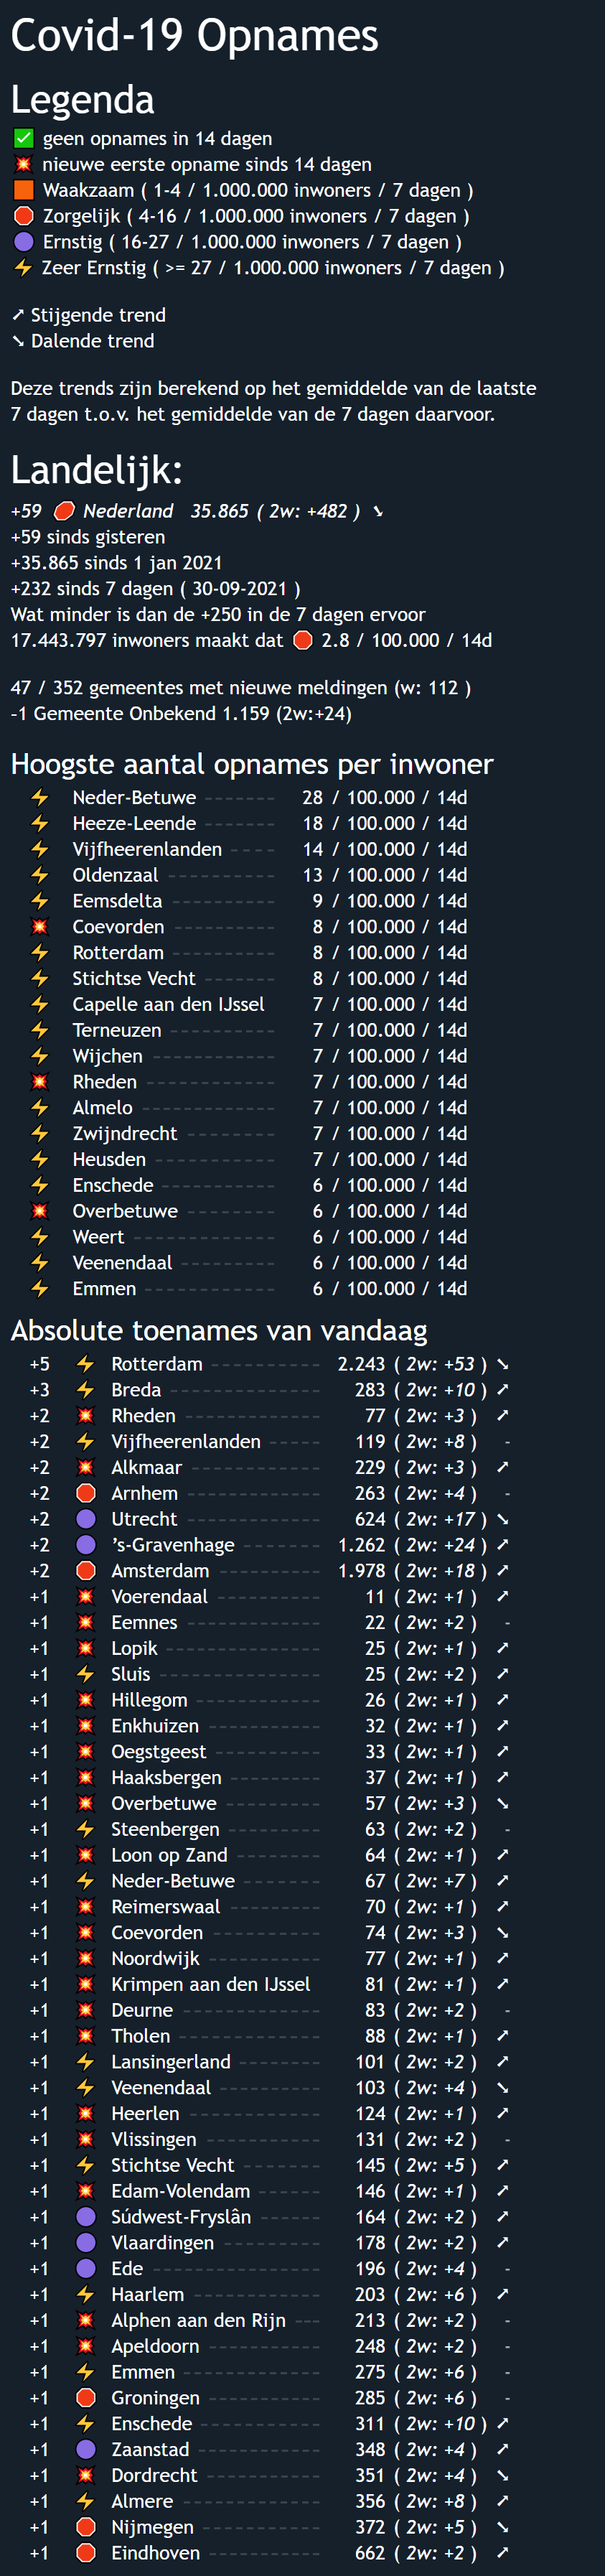 Covid-19 Opnames
Legenda
✅ geen opnames in 14 dagen
💥 nieuwe eerste opname sinds 14 dagen
🟧 Waakzaam ( 1-4 / 1.000.000 inwoners / 7 dagen )
🛑 Zorgelijk ( 4-16 / 1.000.000 inwoners / 7 dagen )
🟣 Ernstig ( 16-27 / 1.000.000 inwoners / 7 dagen )
⚡ Zeer Ernstig ( >= 27 / 1.000.000 inwoners / 7 dagen )
➚ Stijgende trend
➘ Dalende trend
Deze trends zijn berekend op het gemiddelde van de laatste
7 dagen t.o.v. het gemiddelde van de 7 dagen daarvoor.
Landelijk:
+59 🛑 Nederland 35.865 ( 2w: +482 ) ➘
+59 sinds gisteren
+35.865 sinds 1 jan 2021
+232 sinds 7 dagen ( 30-09-2021 )
Wat minder is dan de +250 in de 7 dagen ervoor
17.443.797 inwoners maakt dat 🛑 2.8 / 100.000 / 14d
47 / 352 gemeentes met nieuwe meldingen (w: 112 )
-1 Gemeente Onbekend 1.159 (2w:+24)
Hoogste aantal opnames per inwoner
⚡ Neder-Betuwe -------- 28 / 100.000 / 14d
⚡ Heeze-Leende -------- 18 / 100.000 / 14d
⚡ Vijfheerenlanden ----- 14 / 100.000 / 14d
⚡ Oldenzaal ------------ 13 / 100.000 / 14d
⚡ Eemsdelta ------------ 9 / 100.000 / 14d
💥 Coevorden ----------- 8 / 100.000 / 14d
⚡ Rotterdam ----------- 8 / 100.000 / 14d
⚡ Stichtse Vecht -------- 8 / 100.000 / 14d
⚡ Capelle aan den IJssel 7 / 100.000 / 14d
⚡ Terneuzen ------------ 7 / 100.000 / 14d
⚡ Wijchen -------------- 7 / 100.000 / 14d
💥 Rheden --------------- 7 / 100.000 / 14d
⚡ Almelo --------------- 7 / 100.000 / 14d
⚡ Zwijndrecht ---------- 7 / 100.000 / 14d
⚡ Heusden -------------- 7 / 100.000 / 14d
⚡ Enschede ------------- 6 / 100.000 / 14d
💥 Overbetuwe ---------- 6 / 100.000 / 14d
⚡ Weert ---------------- 6 / 100.000 / 14d
⚡ Veenendaal ----------- 6 / 100.000 / 14d
⚡ Emmen --------------- 6 / 100.000 / 14d
Absolute toenames van vandaag
+5 ⚡ Rotterdam ------------ 2.243 ( 2w: +53 ) ➘
+3 ⚡ Breda ----------------- 283 ( 2w: +10 ) ➚
+2 💥 Rheden --------------- 77 ( 2w: +3 ) ➚
+2 ⚡ Vijfheerenlanden ------ 119 ( 2w: +8 ) -
+2 💥 Alkmaar -------------- 229 ( 2w: +3 ) ➚
+2 🛑 Arnhem --------------- 263 ( 2w: +4 ) -
+2 🟣 Utrecht --------------- 624 ( 2w: +17 ) ➘
+2 🟣 's-Gravenhage --------- 1.262 ( 2w: +24 ) ➚
+2 🛑 Amsterdam ------------ 1.978 ( 2w: +18 ) ➚
+1 💥 Voerendaal ------------ 11 ( 2w: +1 ) ➚
+1 💥 Eemnes --------------- 22 ( 2w: +2 ) -
+1 💥 Lopik ----------------- 25 ( 2w: +1 ) ➚
+1 ⚡ Sluis ------------------ 25 ( 2w: +2 ) ➚
+1 💥 Hillegom -------------- 26 ( 2w: +1 ) ➚
+1 💥 Enkhuizen ------------- 32 ( 2w: +1 ) ➚
+1 💥 Oegstgeest ------------ 33 ( 2w: +1 ) ➚
+1 💥 Haaksbergen ---------- 37 ( 2w: +1 ) ➚
+1 💥 Overbetuwe ----------- 57 ( 2w: +3 ) ➘
+1 ⚡ Steenbergen ----------- 63 ( 2w: +2 ) -
+1 💥 Loon op Zand ---------- 64 ( 2w: +1 ) ➚
+1 ⚡ Neder-Betuwe --------- 67 ( 2w: +7 ) ➚
+1 💥 Reimerswaal ----------- 70 ( 2w: +1 ) ➚
+1 💥 Coevorden ------------ 74 ( 2w: +3 ) ➘
+1 💥 Noordwijk ------------- 77 ( 2w: +1 ) ➚
+1 💥 Krimpen aan den IJssel 81 ( 2w: +1 ) ➚
+1 💥 Deurne ---------------- 83 ( 2w: +2 ) -
+1 💥 Tholen ---------------- 88 ( 2w: +1 ) ➚
+1 ⚡ Lansingerland ---------- 101 ( 2w: +2 ) ➚
+1 ⚡ Veenendaal ------------ 103 ( 2w: +4 ) ➘
+1 💥 Heerlen --------------- 124 ( 2w: +1 ) ➚
+1 💥 Vlissingen ------------- 131 ( 2w: +2 ) -
+1 ⚡ Stichtse Vecht --------- 145 ( 2w: +5 ) ➚
+1 💥 Edam-Volendam ------- 146 ( 2w: +1 ) ➚
+1 🟣 Súdwest-Fryslân ------- 164 ( 2w: +2 ) ➚
+1 🟣 Vlaardingen ----------- 178 ( 2w: +2 ) ➚
+1 🟣 Ede ------------------- 196 ( 2w: +4 ) -
+1 ⚡ Haarlem --------------- 203 ( 2w: +6 ) ➚
+1 💥 Alphen aan den Rijn --- 213 ( 2w: +2 ) -
+1 💥 Apeldoorn ------------- 248 ( 2w: +2 ) -
+1 ⚡ Emmen ---------------- 275 ( 2w: +6 ) -
+1 🛑 Groningen ------------- 285 ( 2w: +6 ) -
+1 ⚡ Enschede -------------- 311 ( 2w: +10 ) ➚
+1 🟣 Zaanstad -------------- 348 ( 2w: +4 ) ➚
+1 💥 Dordrecht ------------- 351 ( 2w: +4 ) ➘
+1 ⚡ Almere ---------------- 356 ( 2w: +8 ) ➚
+1 🛑 Nijmegen -------------- 372 ( 2w: +5 ) ➘
+1 🛑 Eindhoven ------------- 662 ( 2w: +2 ) ➚